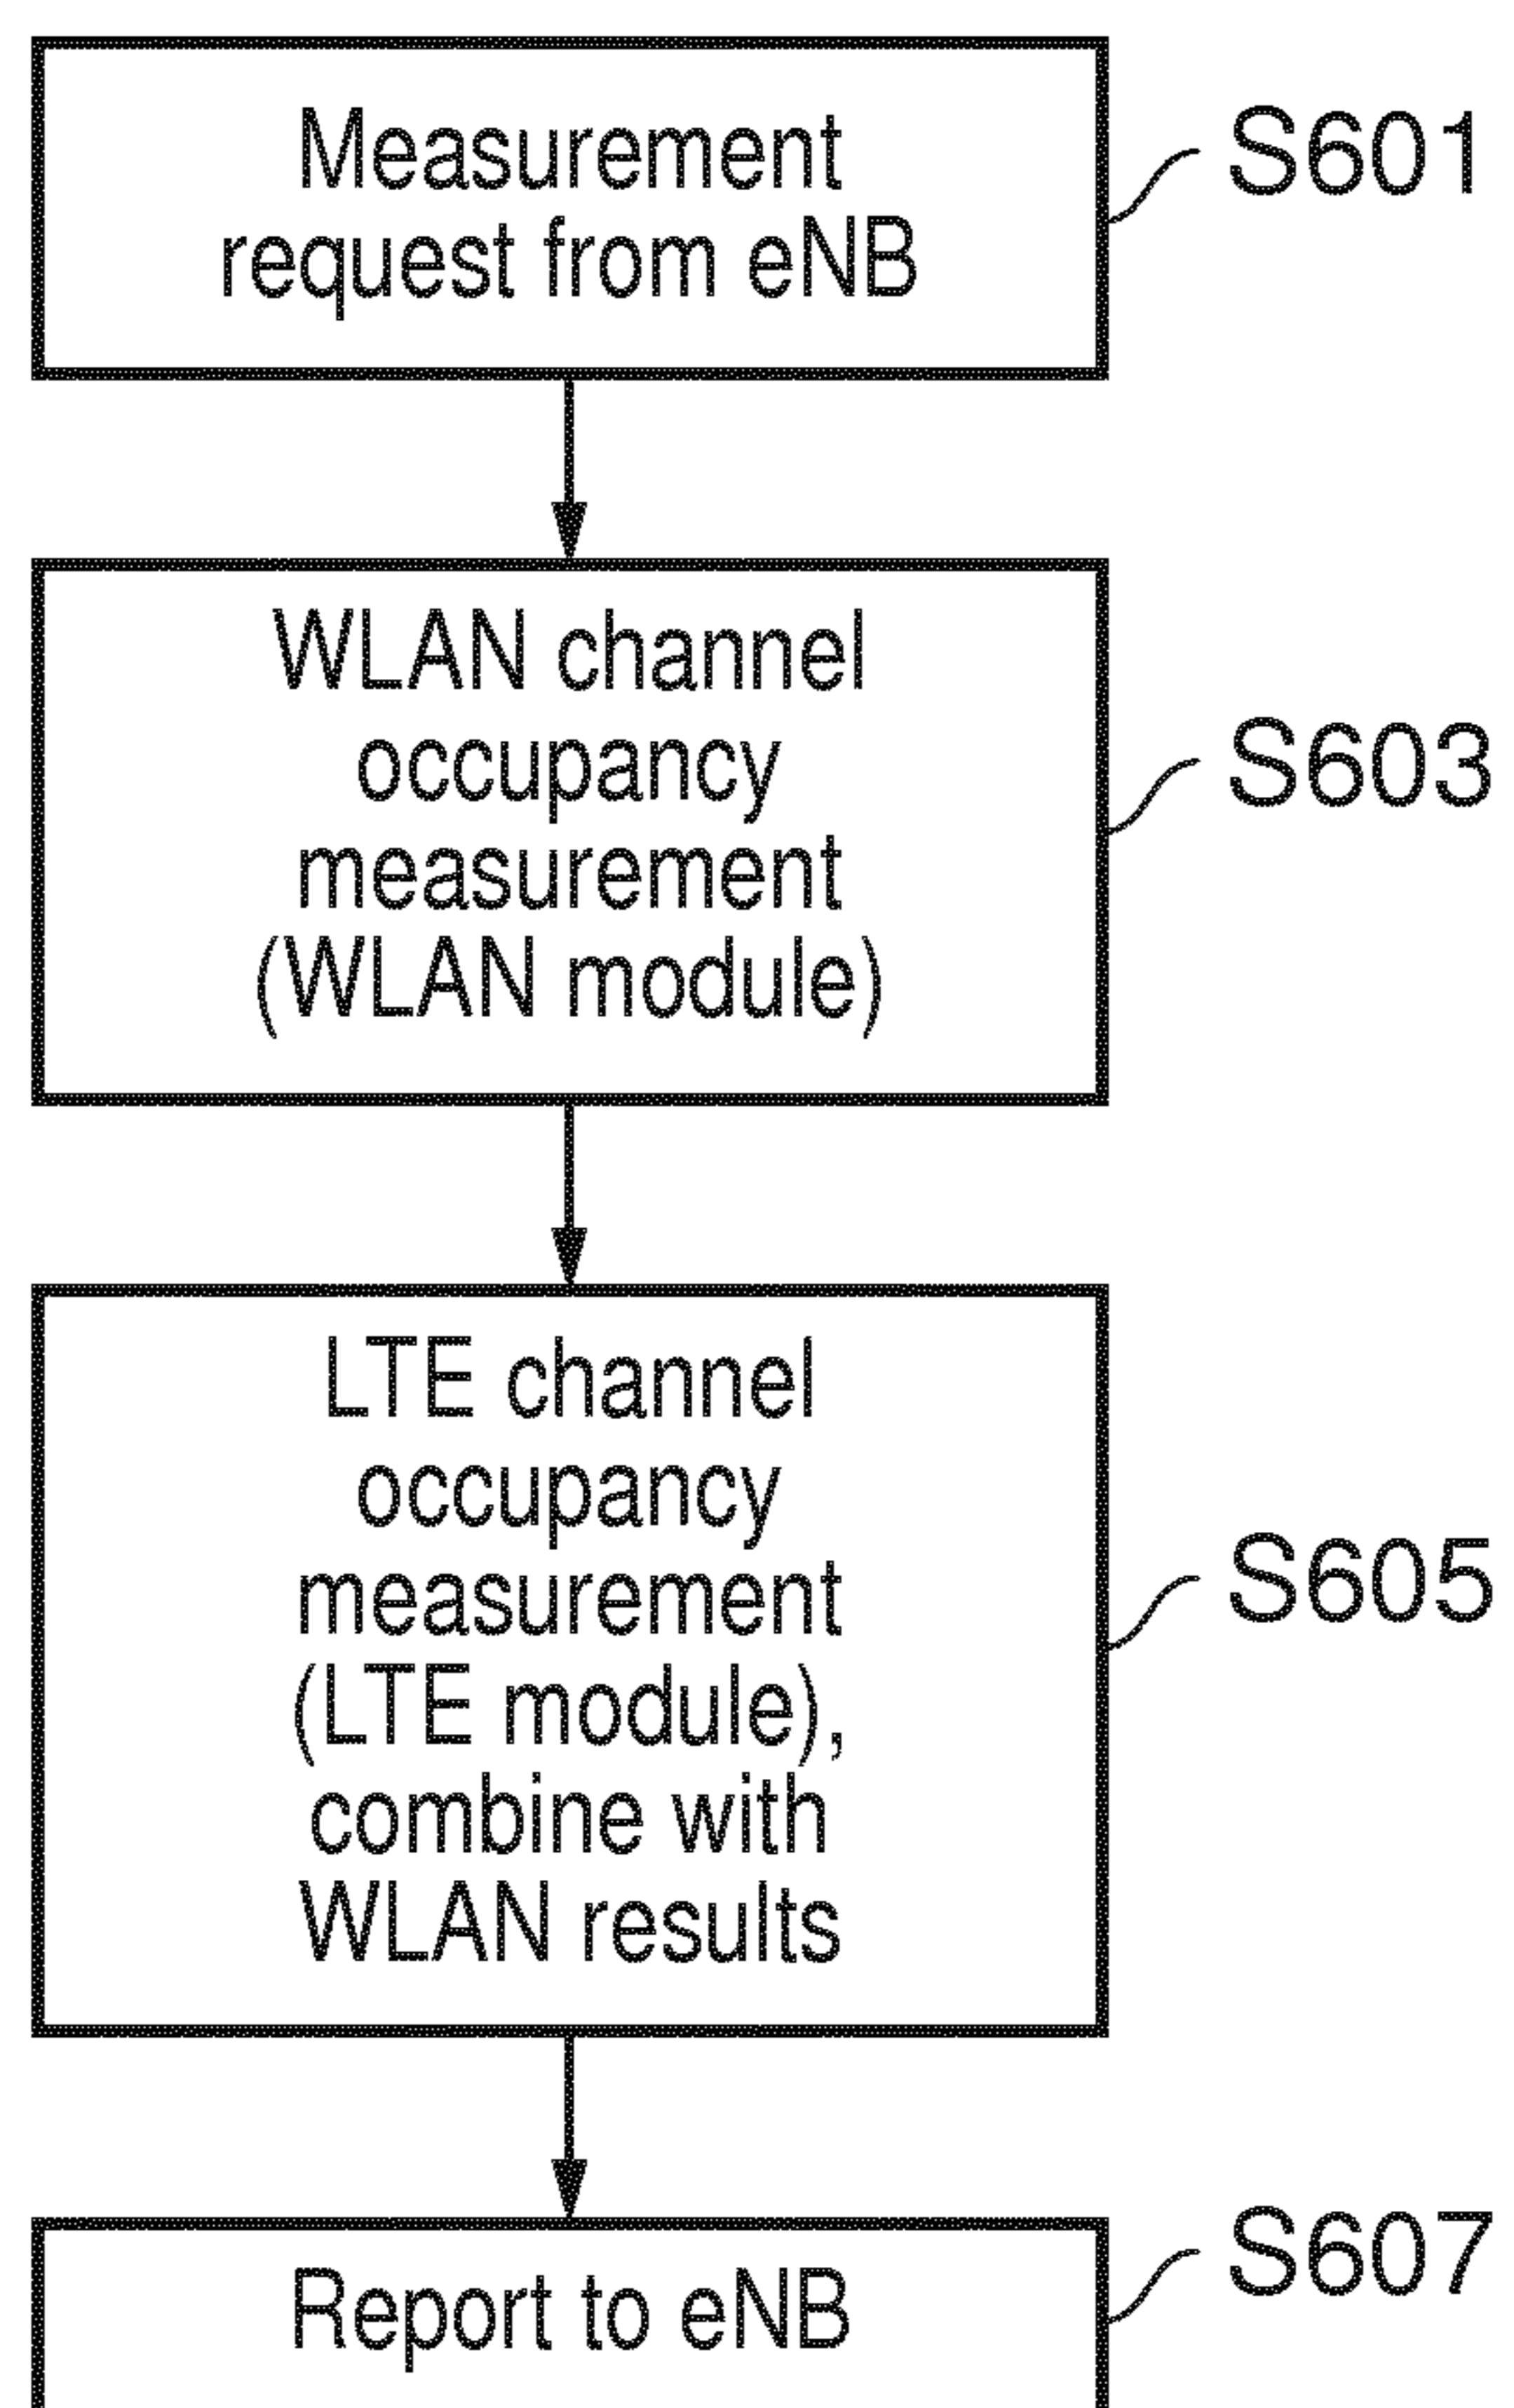 Measurement
request from eNB
S601
WLAN channel
occupancy
measurement
(WLAN module)
S603
LTE channel
occupancy
measurement
(LTE module),
combine with
WLAN results
S605
Report to eNB
S607